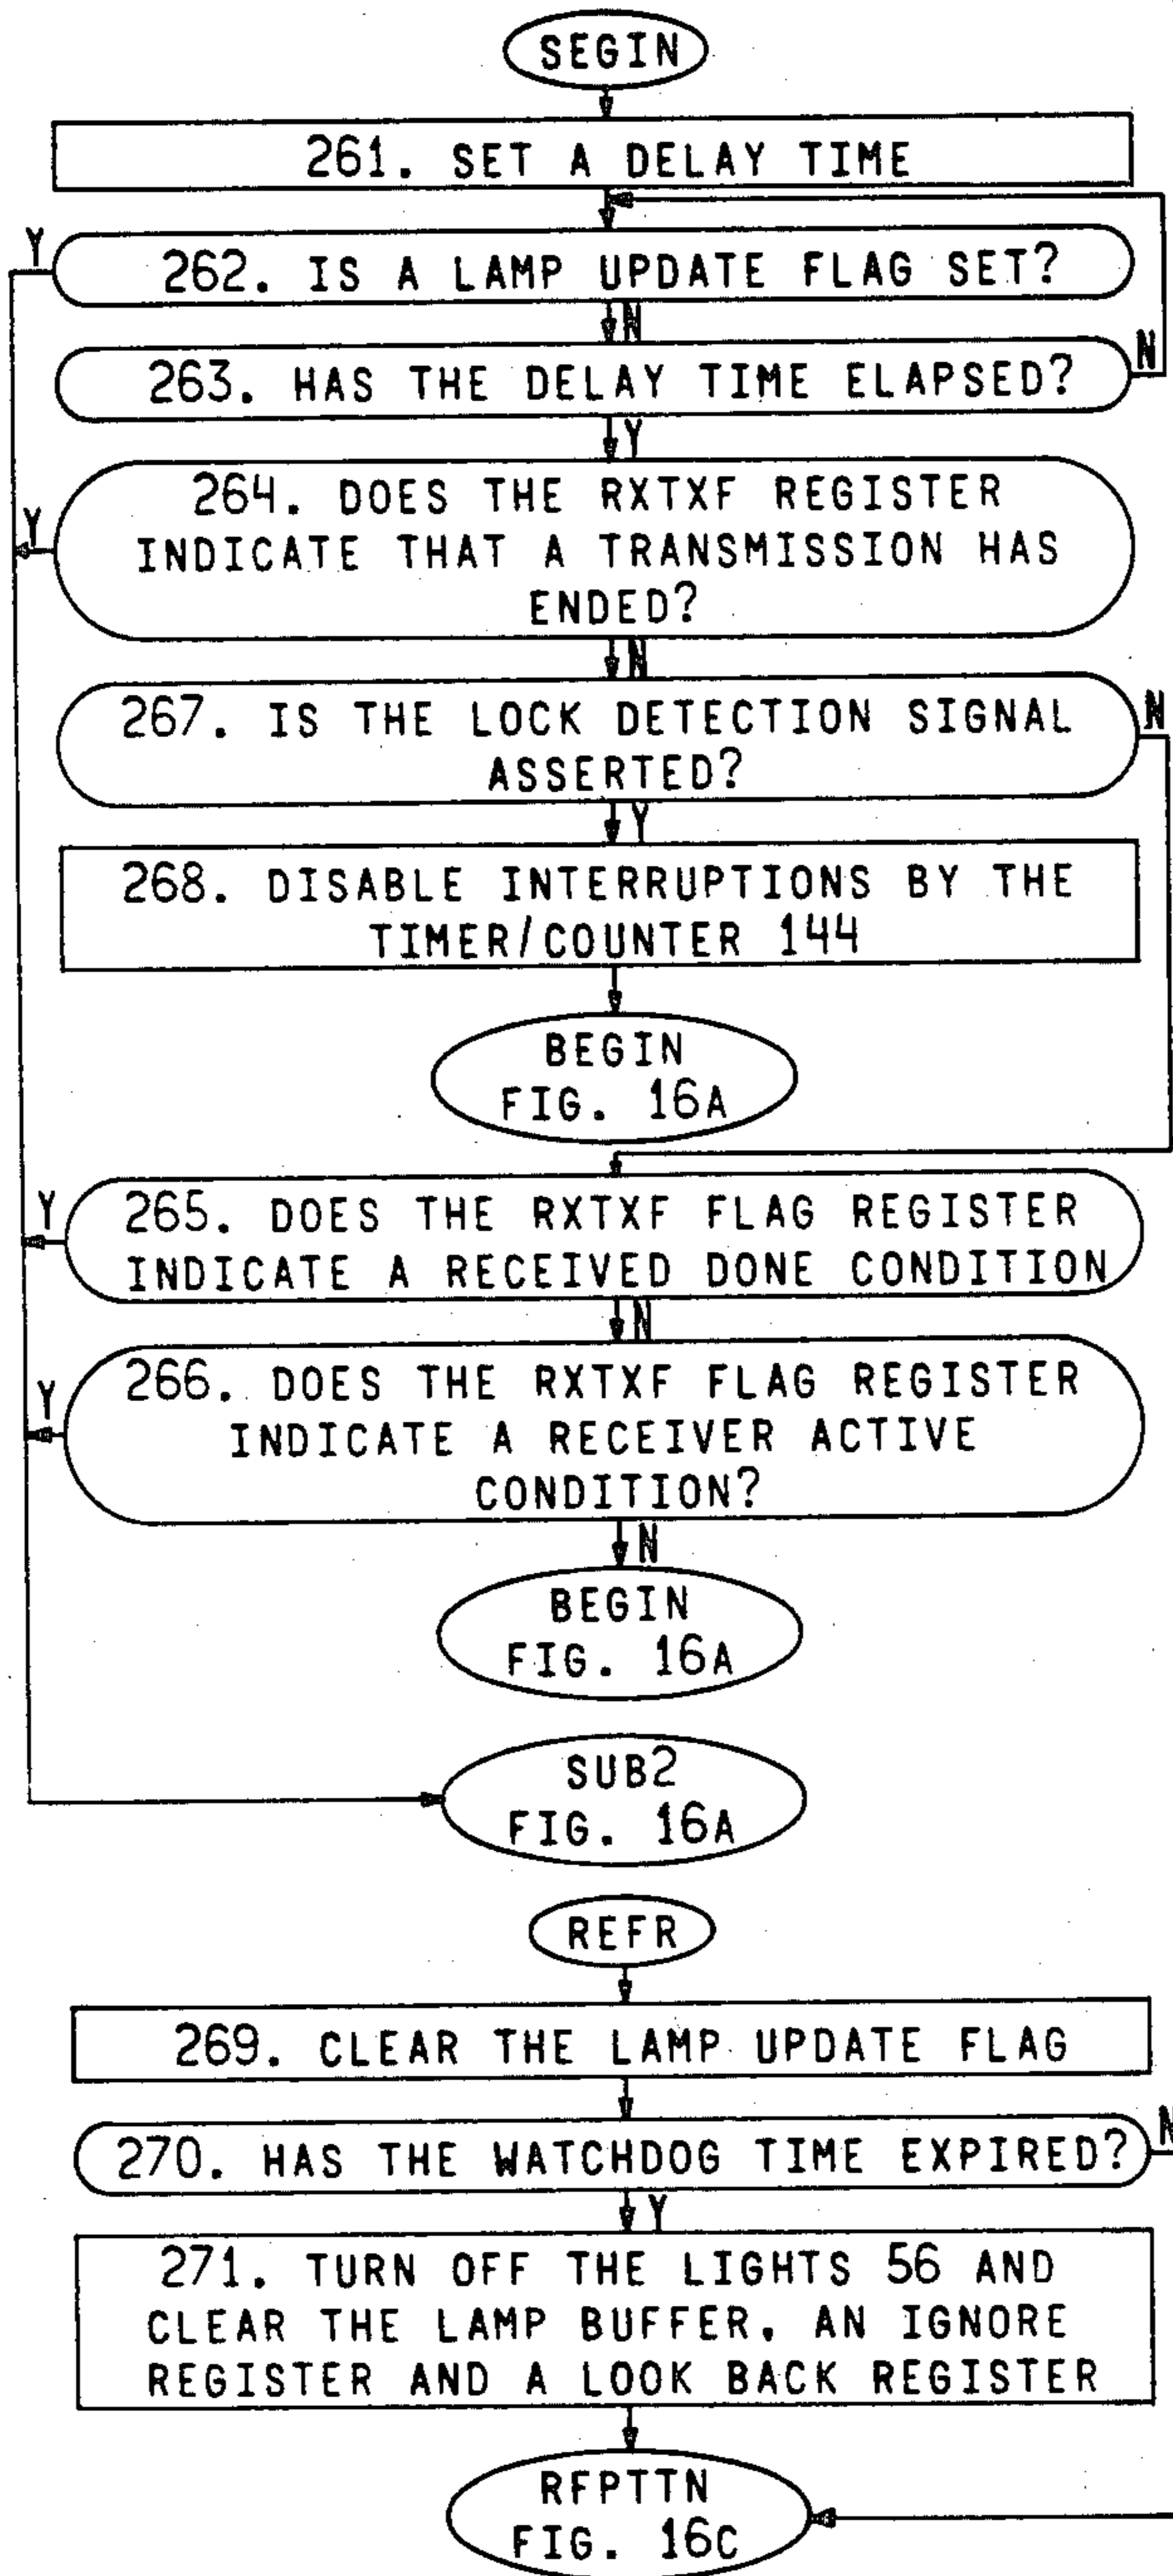 SEGIN
261. SET A DELAY TIME
Y
262. IS A LAMP UPDATE FLAG SET?
N
263. HAS THE DELAY TIME ELAPSED?
N
Y
264. DOES THE RXTXF REGISTER
INDICATE THAT A TRANSMISSION HAS
ENDED?
Y
N
267. IS THE LOCK DETECTION SIGNAL
ASSERTED?
N
Y
268. DISABLE INTERRUPTIONS BY THE
TIMER/COUNTER 144
BEGIN
FIG. 16A
Y
265. DOES THE RXTXF FLAG REGISTER
INDICATE A RECEIVED DONE CONDITION
N
266. DOES THE RXTXF FLAG REGISTER
Y
INDICATE A RECEIVER ACTIVE
CONDITION?
N
BEGIN
FIG. 16A
SUB2
FIG. 16A
REFR
269. CLEAR THE LAMP UPDATE FLAG
270. HAS THE WATCHDOG TIME EXPIRED?
N
Y
271. TURN OFF THE LIGHTS 56 AND
CLEAR THE LAMP BUFFER, AN IGNORE
REGISTER AND A LOOK BACK REGISTER
RFPTTN
FIG. 16C